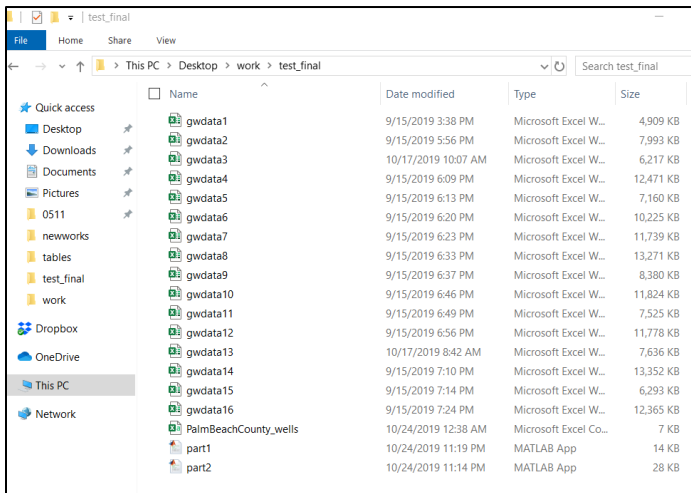 test_final
File Home Share View
This PC > Desktop > work > test_final Search test_final
Name Date modified Type Size
Quick access
Desktop
Downloads
Documents
Pictures
0511
newworks
tables
test_final
work
Dropbox
OneDrive
This PC
Network
gwdata1 9/15/2019 3:38 PM Microsoft Excel W... 4,909 KB
gwdata2 9/15/2019 5:56 PM Microsoft Excel W... 7,993 KB
gwdata3 10/17/2019 10:07 AM Microsoft Excel W... 6,217 KB
gwdata4 9/15/2019 6:09 PM Microsoft Excel W... 12,471 KB
gwdata5 9/15/2019 6:13 PM Microsoft Excel W... 7,160 KB
gwdata6 9/15/2019 6:20 PM Microsoft Excel W... 10,225 KB
gwdata7 9/15/2019 6:23 PM Microsoft Excel W... 11,739 KB
gwdata8 9/15/2019 6:33 PM Microsoft Excel W... 13,271 KB
gwdata9 9/15/2019 6:37 PM Microsoft Excel W... 8,380 KB
gwdata10 9/15/2019 6:46 PM Microsoft Excel W... 11,824 KB
gwdata11 9/15/2019 6:49 PM Microsoft Excel W... 7,525 KB
gwdata12 9/15/2019 6:56 PM Microsoft Excel W... 11,778 KB
gwdata13 10/17/2019 8:42 AM Microsoft Excel W... 7,636 KB
gwdata14 9/15/2019 7:10 PM Microsoft Excel W... 13,352 KB
gwdata15 9/15/2019 7:14 PM Microsoft Excel W... 6,293 KB
gwdata16 9/15/2019 7:24 PM Microsoft Excel W... 12,365 KB
PalmBeachCounty_wells 10/24/2019 12:38 AM Microsoft Excel Co... 7 KB
part1 10/24/2019 11:19 PM MATLAB App 14 KB
part2 10/24/2019 11:14 PM MATLAB App 28 KB